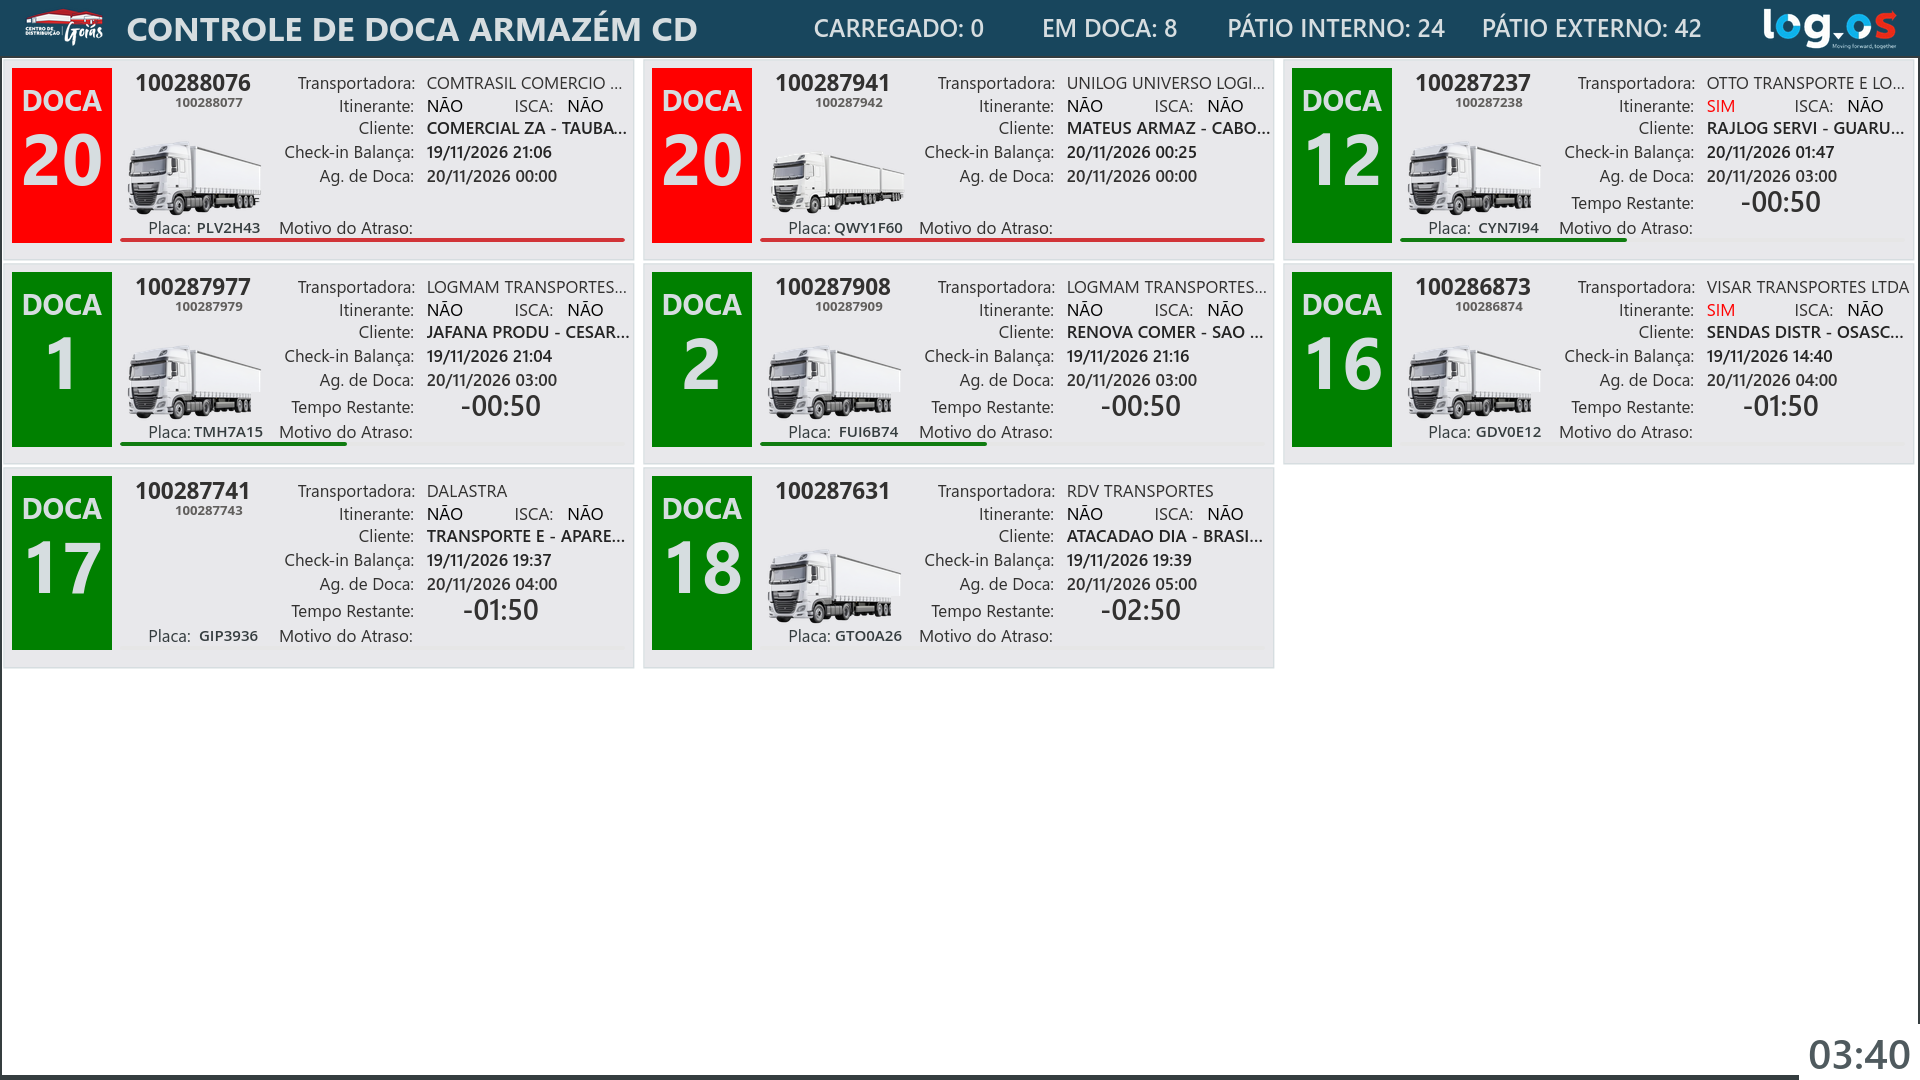 CENTRO DE
DISTRIBUIÇÃO
Goiás
CONTROLE DE DOCA ARMAZÉM CD
CARREGADO: 0
EM DOCA: 8
PÁTIO INTERNO: 24
PÁTIO EXTERNO: 42
log.os
Moving forward, together
DOCA
20
100288076
100288077
Transportadora: COMTRASIL COMERCIO ...
Itinerante: NÃO ISCA: NÃO
Cliente: COMERCIAL ZA - TAUBA...
Check-in Balança: 19/11/2026 21:06
Ag. de Doca: 20/11/2026 00:00
Placa: PLV2H43 Motivo do Atraso:
DOCA
20
100287941
100287942
Transportadora: UNILOG UNIVERSO LOGI...
Itinerante: NÃO ISCA: NÃO
Cliente: MATEUS ARMAZ - CABO...
Check-in Balança: 20/11/2026 00:25
Ag. de Doca: 20/11/2026 00:00
Placa: QWY1F60 Motivo do Atraso:
DOCA
12
100287237
100287238
Transportadora: OTTO TRANSPORTE E LO...
Itinerante: SIM ISCA: NÃO
Cliente: RAJLOG SERVI - GUARU...
Check-in Balança: 20/11/2026 01:47
Ag. de Doca: 20/11/2026 03:00
Tempo Restante: -00:50
Placa: CYN7I94 Motivo do Atraso:
DOCA
1
100287977
100287979
Transportadora: LOGMAM TRANSPORTES...
Itinerante: NÃO ISCA: NÃO
Cliente: JAFANA PRODU - CESAR...
Check-in Balança: 19/11/2026 21:04
Ag. de Doca: 20/11/2026 03:00
Tempo Restante: -00:50
Placa: TMH7A15 Motivo do Atraso:
DOCA
2
100287908
100287909
Transportadora: LOGMAM TRANSPORTES...
Itinerante: NÃO ISCA: NÃO
Cliente: RENOVA COMER - SAO ...
Check-in Balança: 19/11/2026 21:16
Ag. de Doca: 20/11/2026 03:00
Tempo Restante: -00:50
Placa: FUI6B74 Motivo do Atraso:
DOCA
16
100286873
100286874
Transportadora: VISAR TRANSPORTES LTDA
Itinerante: SIM ISCA: NÃO
Cliente: SENDAS DISTR - OSASC...
Check-in Balança: 19/11/2026 14:40
Ag. de Doca: 20/11/2026 04:00
Tempo Restante: -01:50
Placa: GDV0E12 Motivo do Atraso:
DOCA
17
100287741
100287743
Transportadora: DALASTRA
Itinerante: NÃO ISCA: NÃO
Cliente: TRANSPORTE E - APARE...
Check-in Balança: 19/11/2026 19:37
Ag. de Doca: 20/11/2026 04:00
Tempo Restante: -01:50
Placa: GIP3936 Motivo do Atraso:
DOCA
18
100287631
Transportadora: RDV TRANSPORTES
Itinerante: NÃO ISCA: NÃO
Cliente: ATACADAO DIA - BRASI...
Check-in Balança: 19/11/2026 19:39
Ag. de Doca: 20/11/2026 05:00
Tempo Restante: -02:50
Placa: GTO0A26 Motivo do Atraso:
03:40